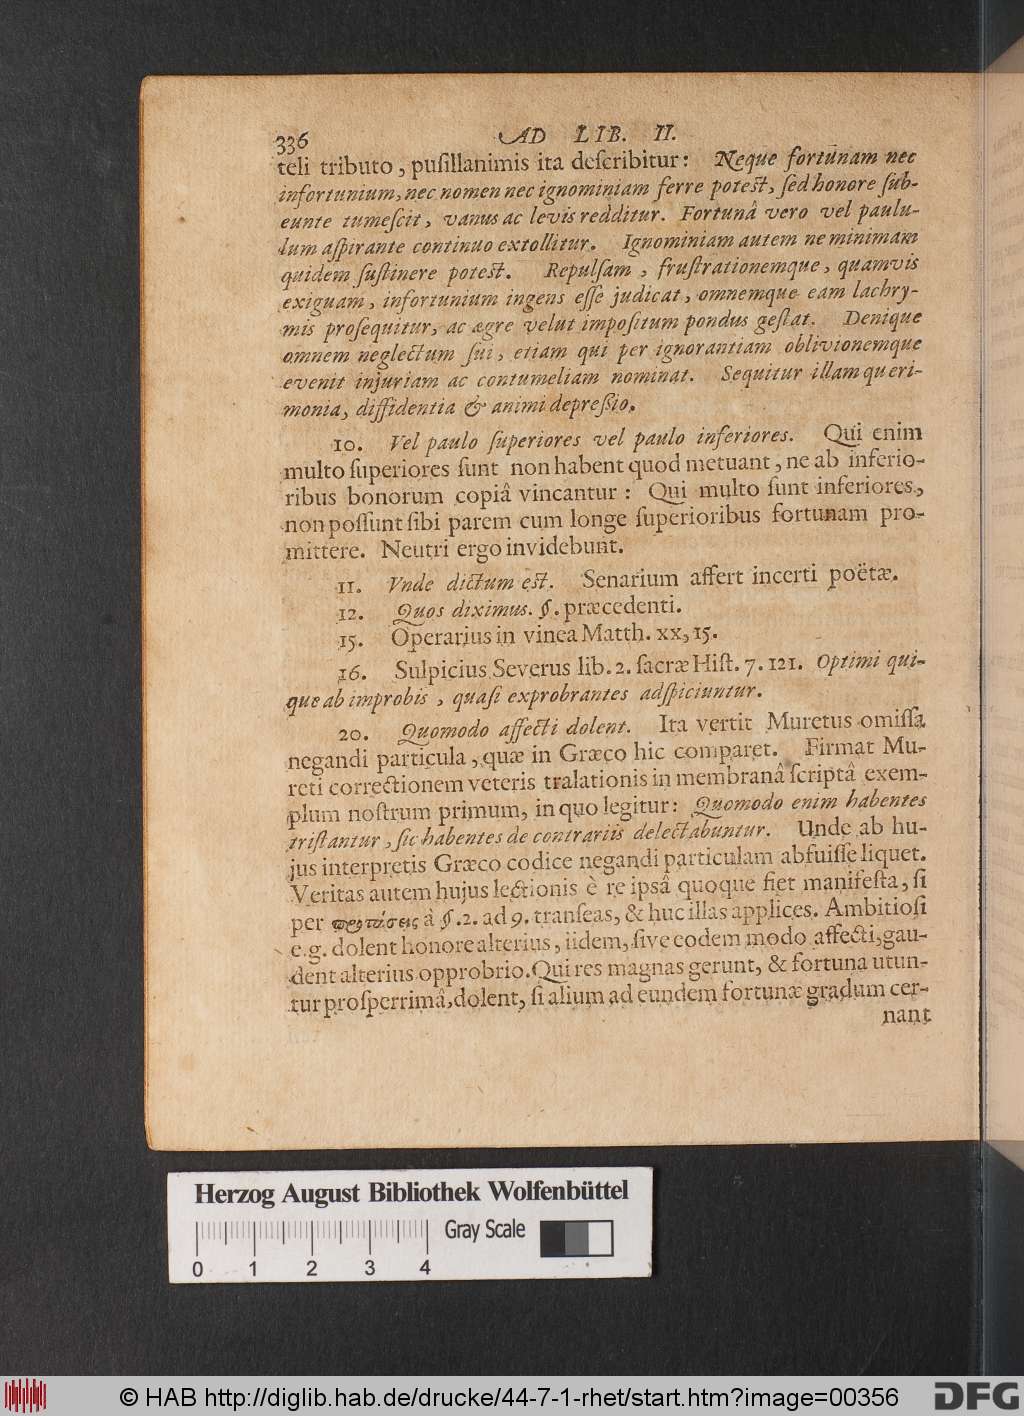 336 AD LIB. II.
teli tributo, puſillanimis ita deſcribitur: Neque fortunam nec
infortunium, nec nomen nec ignominiam ferre poteſt, ſed honore ſub-
eunte tumeſcit, vanus ac levis redditur. Fortunâ vero vel paulu-
lum aſpirante continuo extollitur. Ignominiam autem ne minimam
quidem ſuſtinere poteſt. Repulſam, fruſtrationemque, quamvis
exiguam, infortunium ingens eſſe judicat, omnemque eam lachry-
mis proſequitur, ac ægre velut impoſitum pondus geſtat. Denique
omnem neglectum ſui, etiam qui per ignorantiam oblivionemque
evenit injuriam ac contumeliam nominat. Sequitur illam queri-
monia, diffidentia & animi depreßio.
10. Vel paulo ſuperiores vel paulo inferiores. Qui enim
multo ſuperiores ſunt non habent quod metuant, ne ab inferio-
ribus bonorum copiâ vincantur: Qui multo ſunt inferiores,
non poſſunt ſibi parem cum longe ſuperioribus fortunam pro-
mittere. Neutri ergo invidebunt.
11. Vnde dictum eſt. Senarium affert incerti poëtæ.
12. Quos diximus. §. præcedenti.
15. Operarius in vinea Matth. xx, 15.
16. Sulpicius Severus lib. 2. ſacræ Hiſt. 7. 121. Optimi qui-
que ab improbis, quaſi exprobrantes adſpiciuntur.
20. Quomodo affecti dolent. Ita vertit Muretus omiſſa
negandi particula, quæ in Græco hic comparet. Firmat Mu-
reti correctionem veteris tralationis in membranâ ſcriptâ exem-
plum noſtrum primum, in quo legitur: Quomodo enim habentes
triſtantur, ſic habentes de contrariis delectabuntur. Unde ab hu-
jus interpretis Græco codice negandi particulam abfuiſſe liquet.
Veritas autem hujus lectionis è re ipsâ quoque fiet manifeſta, ſi
per προτάσεις à §. 2. ad 9. tranſeas, & huc illas applices. Ambitioſi
e.g. dolent honore alterius, iidem, ſive eodem modo affecti, gau-
dent alterius opprobrio. Qui res magnas gerunt, & fortuna utun-
tur proſperrimâ, dolent, ſi alium ad eundem fortunæ gradum cer-
nant
Herzog August Bibliothek Wolfenbüttel
Gray Scale
0 1 2 3 4
© HAB http://diglib.hab.de/drucke/44-7-1-rhet/start.htm?image=00356
DFG